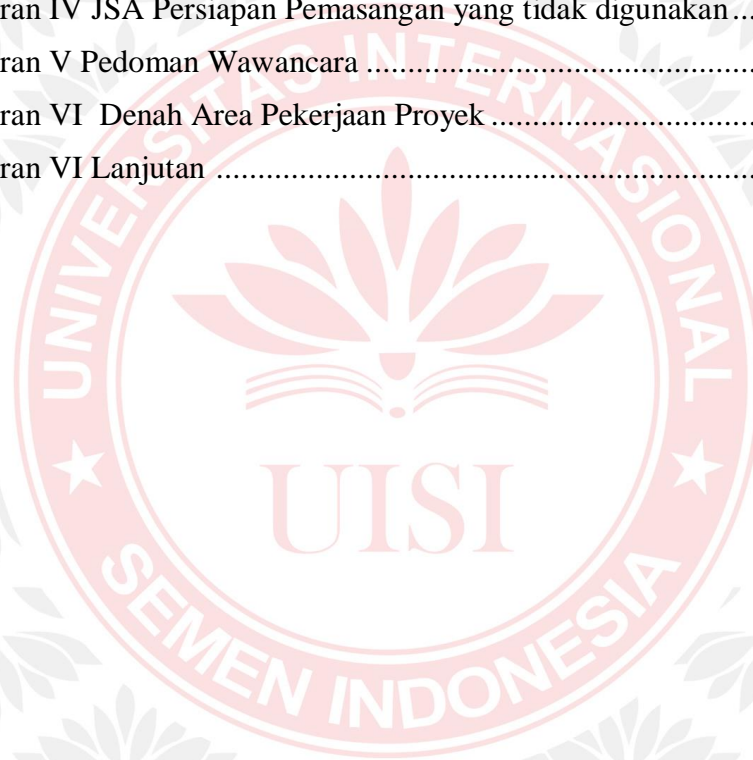 ran IV JSA Persiapan Pemasangan yang tidak digunakan ...
ran V Pedoman Wawancara ................................................
ran VI  Denah Area Pekerjaan Proyek ................................
ran VI Lanjutan ..................................................................
UNIVERSITAS INTERNASIONAL
UISI
SEMEN INDONESIA